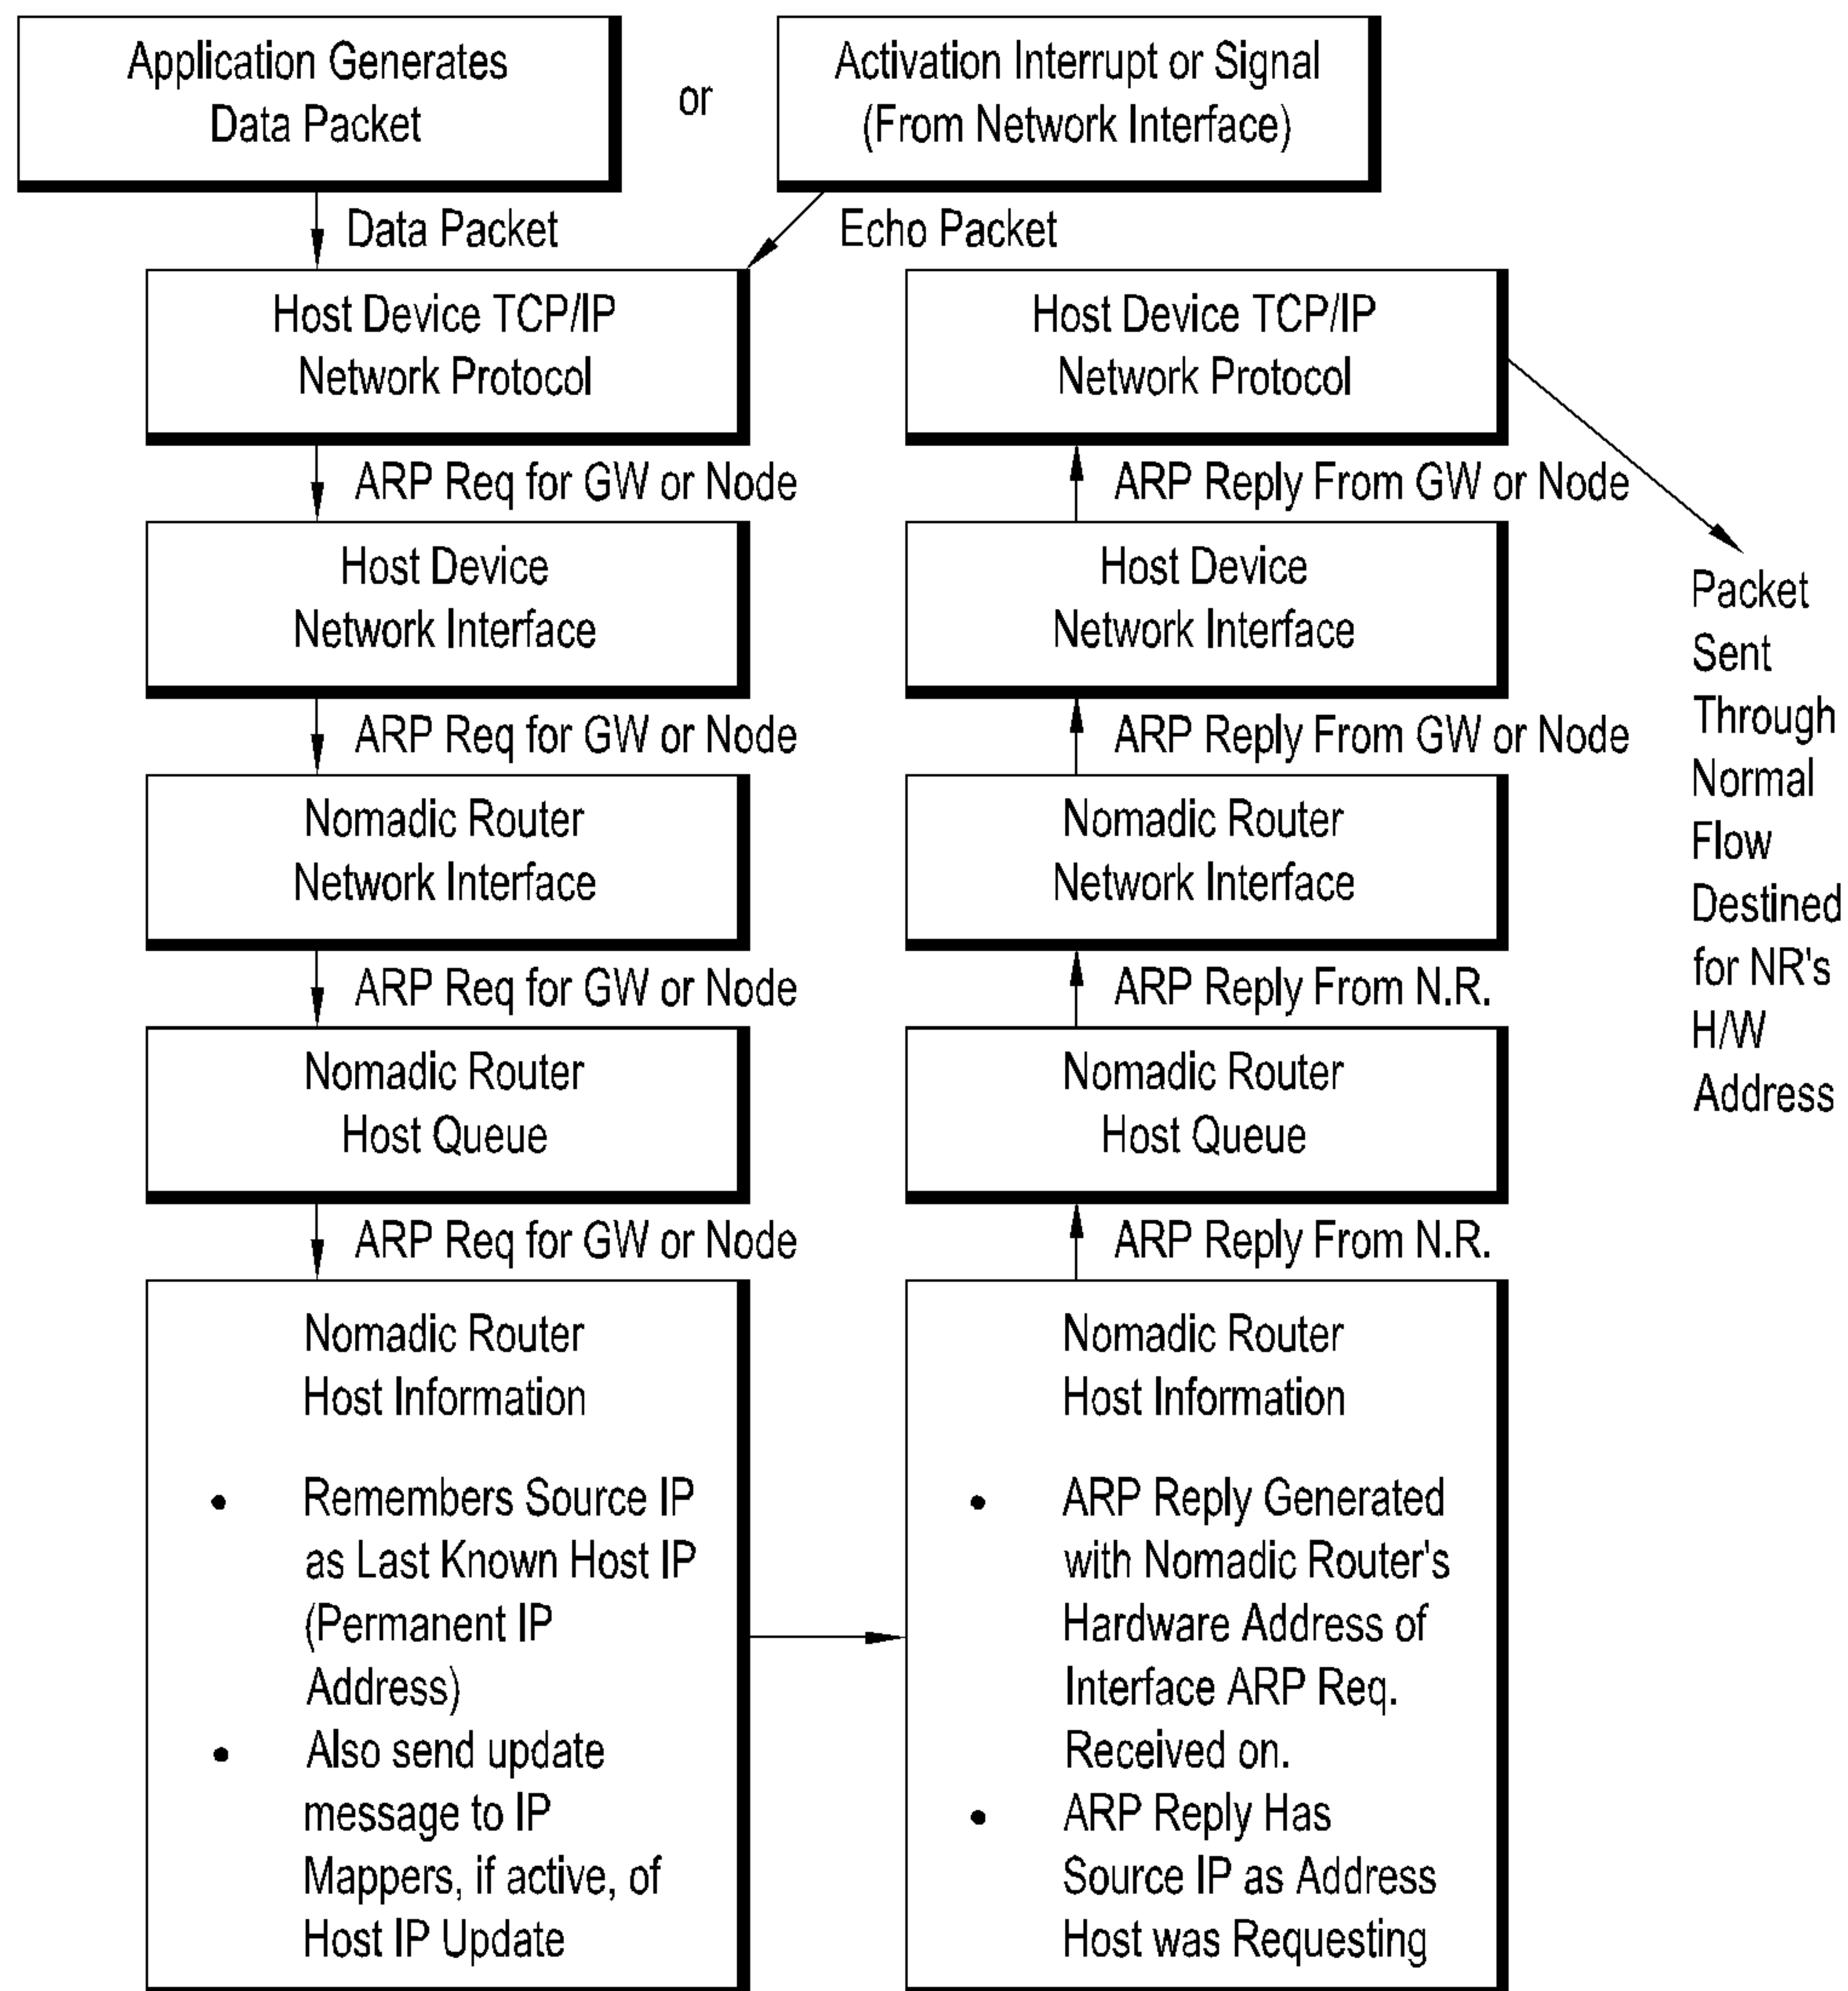 Application Generates
Data Packet
or
Activation Interrupt or Signal
(From Network Interface)
Data Packet
Echo Packet
Host Device TCP/IP
Network Protocol
ARP Req for GW or Node
Host Device
Network Interface
ARP Req for GW or Node
Nomadic Router
Network Interface
ARP Req for GW or Node
Nomadic Router
Host Queue
ARP Req for GW or Node
Nomadic Router
Host Information
• Remembers Source IP
as Last Known Host IP
(Permanent IP
Address)
• Also send update
message to IP
Mappers, if active, of
Host IP Update
Nomadic Router
Host Information
• ARP Reply Generated
with Nomadic Router's
Hardware Address of
Interface ARP Req.
Received on.
• ARP Reply Has
Source IP as Address
Host was Requesting
ARP Reply From N.R.
Nomadic Router
Host Queue
ARP Reply From N.R.
Nomadic Router
Network Interface
ARP Reply From GW or Node
Host Device
Network Interface
ARP Reply From GW or Node
Host Device TCP/IP
Network Protocol
Packet
Sent
Through
Normal
Flow
Destined
for NR's
H/W
Address